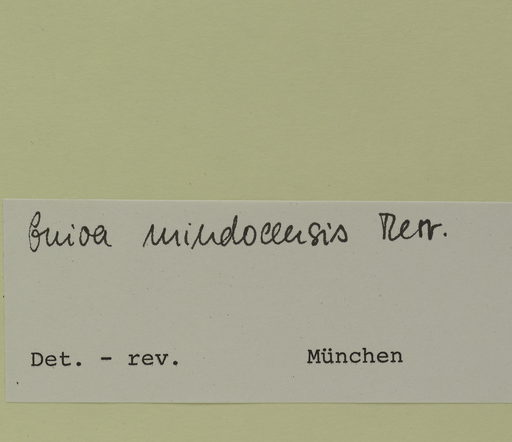 Guioa mindorensis Merr.
Det. - rev. München